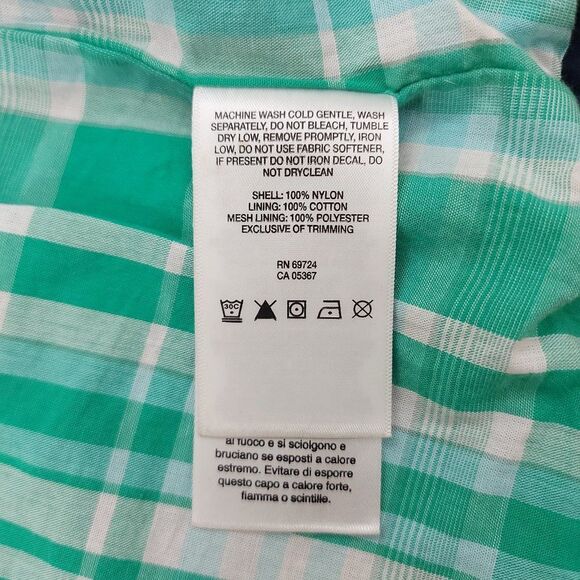 MACHINE WASH COLD GENTLE, WASH
SEPARATELY, DO NOT BLEACH, TUMBLE
DRY LOW, REMOVE PROMPTLY, IRON
LOW, DO NOT USE FABRIC SOFTENER,
IF PRESENT DO NOT IRON DECAL, DO
NOT DRYCLEAN
SHELL: 100% NYLON
LINING: 100% COTTON
MESH LINING: 100% POLYESTER
EXCLUSIVE OF TRIMMING
RN 69724
CA 05367
30C
al fuoco e si sciolgono e
bruciano se esposti a calore
estremo. Evitare di esporre
questo capo a calore forte,
fiamma o scintille.